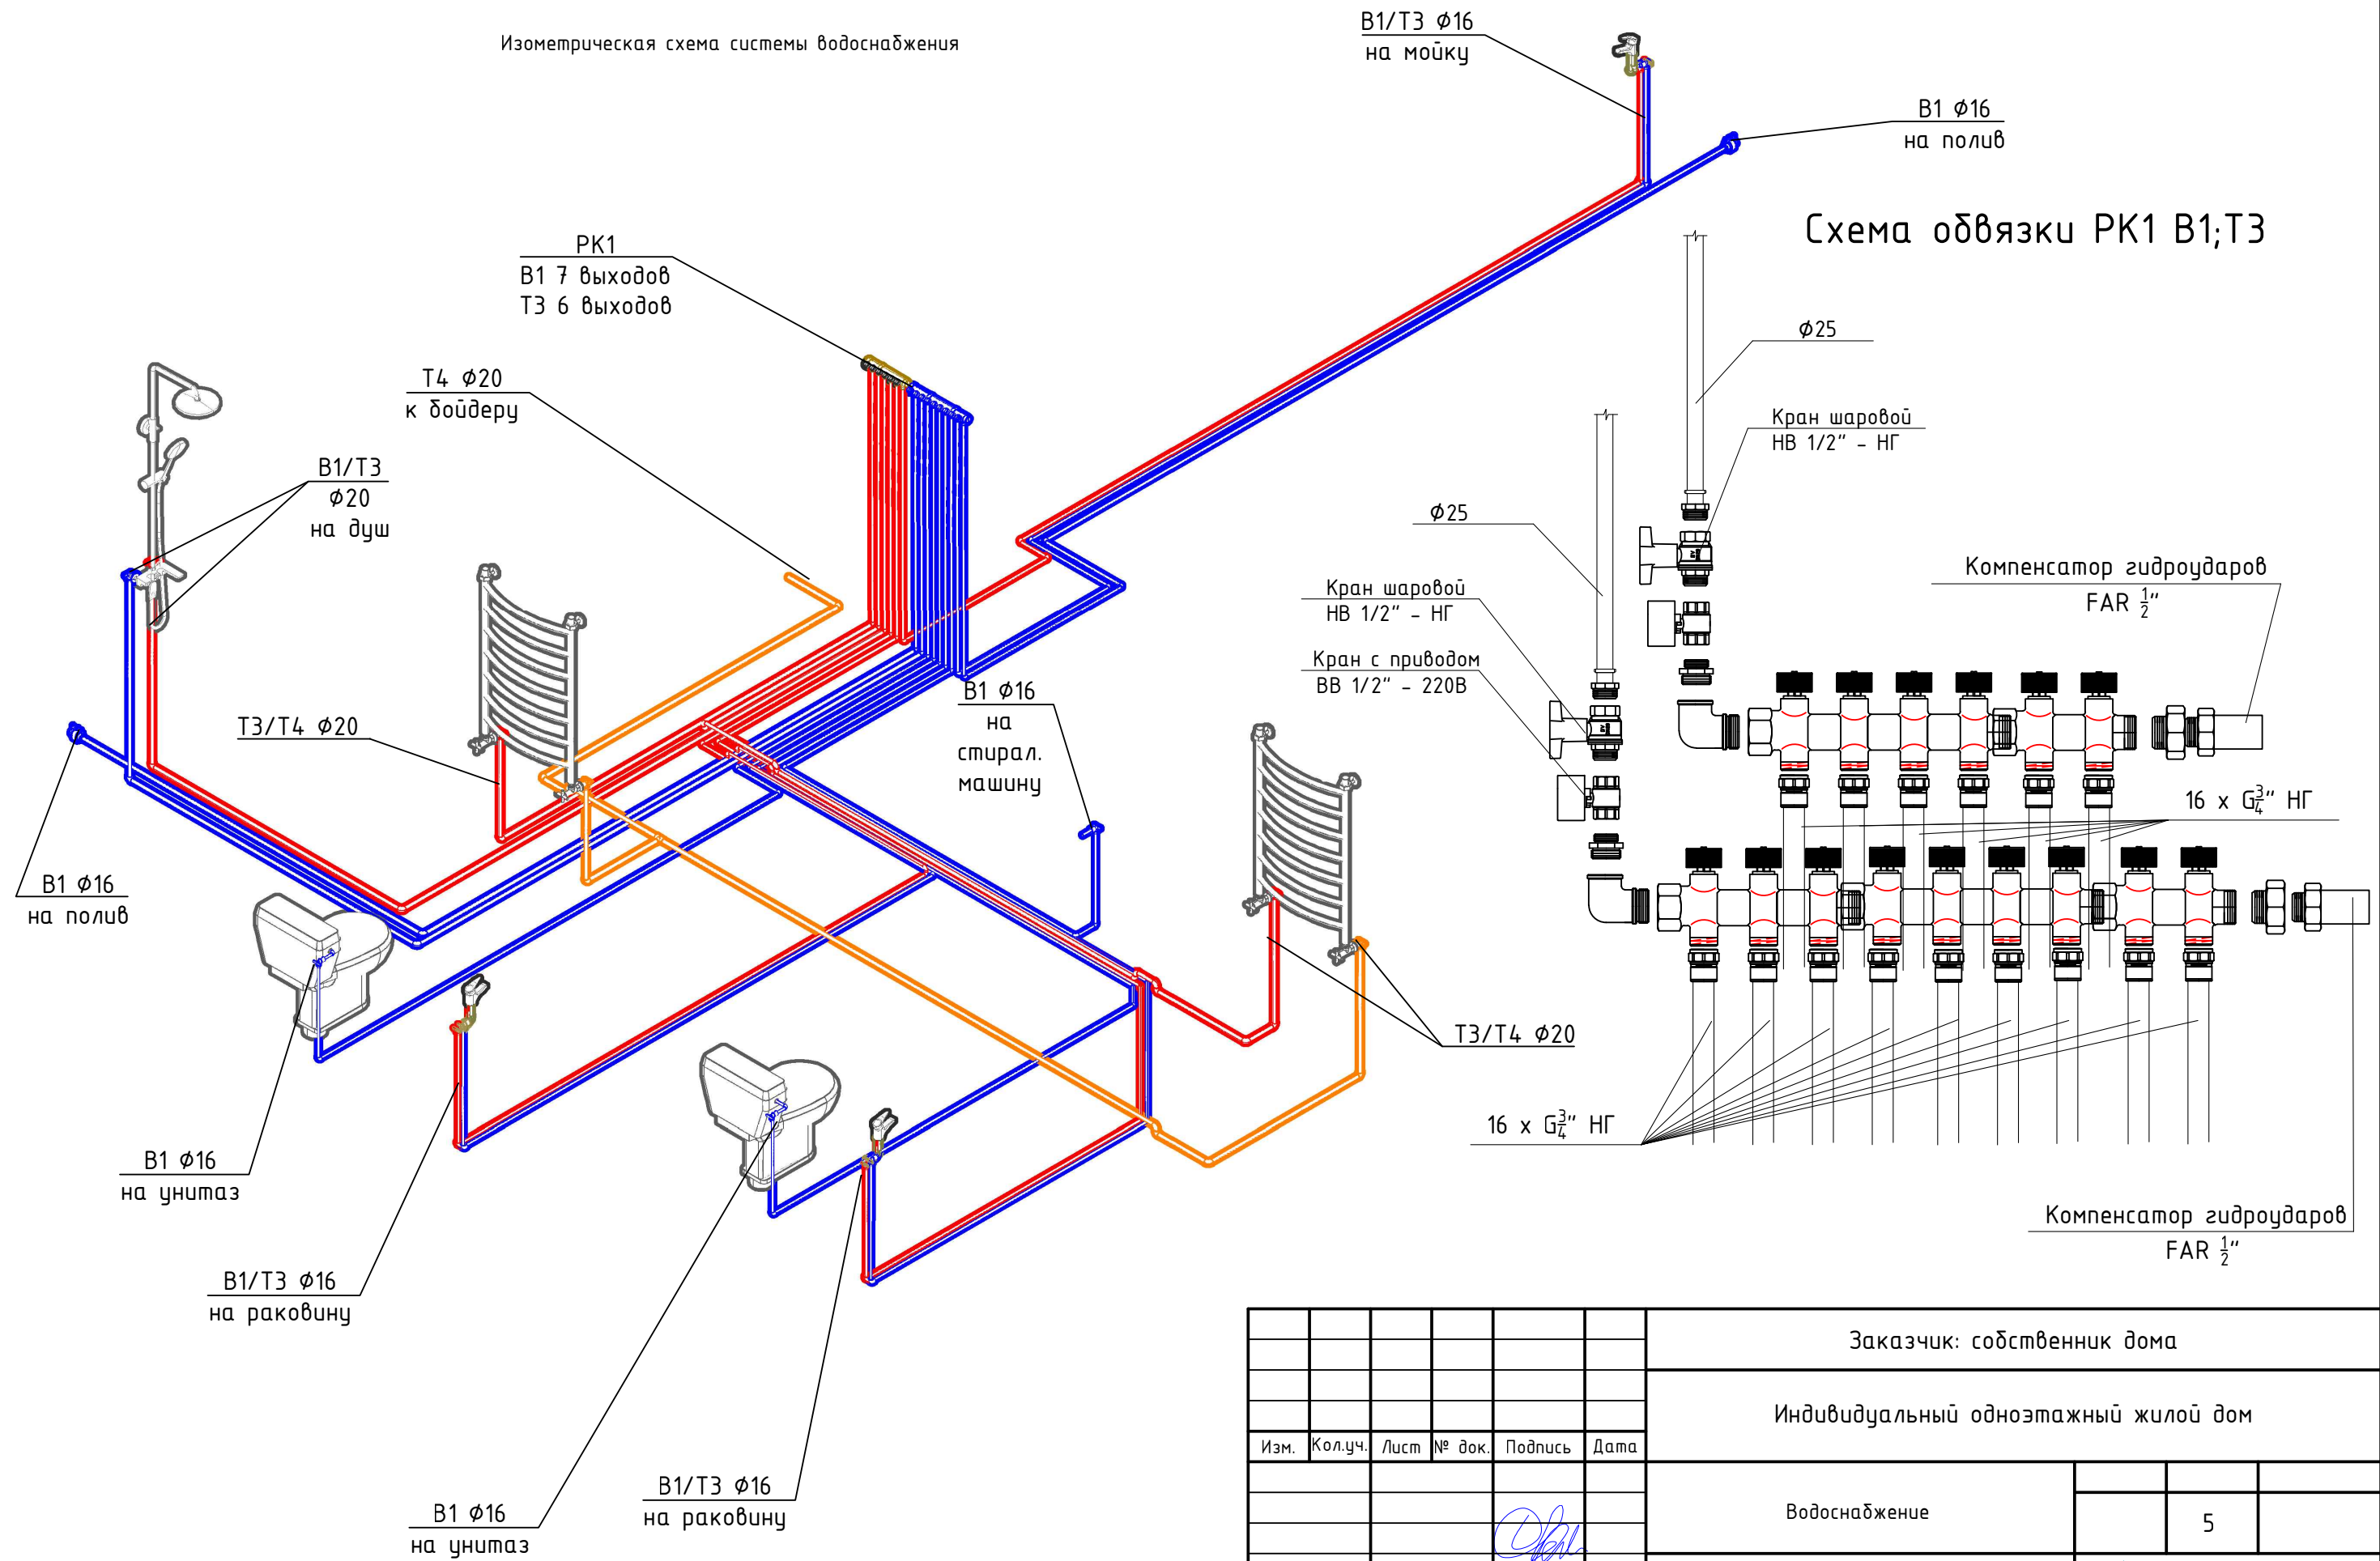 Изометрическая схема системы водоснабжения
В1/Т3 Ф16
на мойку
В1 Ф16
на полив
Схема обвязки РК1 В1;Т3
РК1
В1 7 выходов
Т3 6 выходов
Т4 Ф20
к бойдеру
В1/Т3
Ф20
на душ
Т3/Т4 Ф20
В1 Ф16
на полив
В1 Ф16
на
стирал.
машину
Т3/Т4 Ф20
В1 Ф16
на унитаз
В1/Т3 Ф16
на раковину
В1 Ф16
на унитаз
В1/Т3 Ф16
на раковину
Ф25
Кран шаровой
НВ 1/2" - НГ
Ф25
Кран шаровой
НВ 1/2" - НГ
Кран с приводом
ВВ 1/2" - 220В
Компенсатор гидроударов
FAR 1/2"
16 х G3/4" НГ
16 х G3/4" НГ
Компенсатор гидроударов
FAR 1/2"
Заказчик: собственник дома
Индивидуальный одноэтажный жилой дом
Изм. Кол.уч. Лист № док. Подпись Дата
Водоснабжение
5